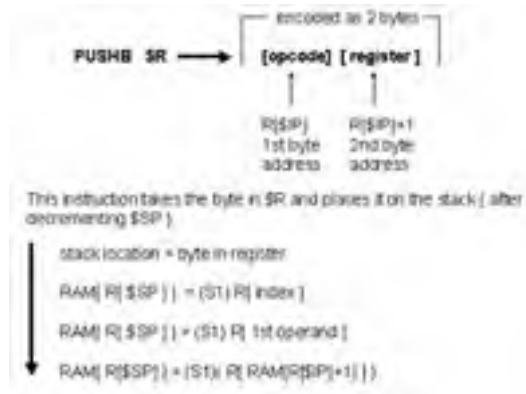 encoded as 2 bytes
PUSHB $R [opcode] [register]
R[$IP] R[$IP]+1
1st byte 2nd byte
address address
This instruction takes the byte in $R and places it on the stack ( after
decrementing $SP ).
stack location = byte in register
RAM[ R[ $SP ] ] = (S1) R[ index ]
RAM[ R[ $SP ] ] = (S1) R[ 1st operand ]
RAM[ R[$SP] ] = (S1)( R[ RAM[R[$IP]+1] ] )